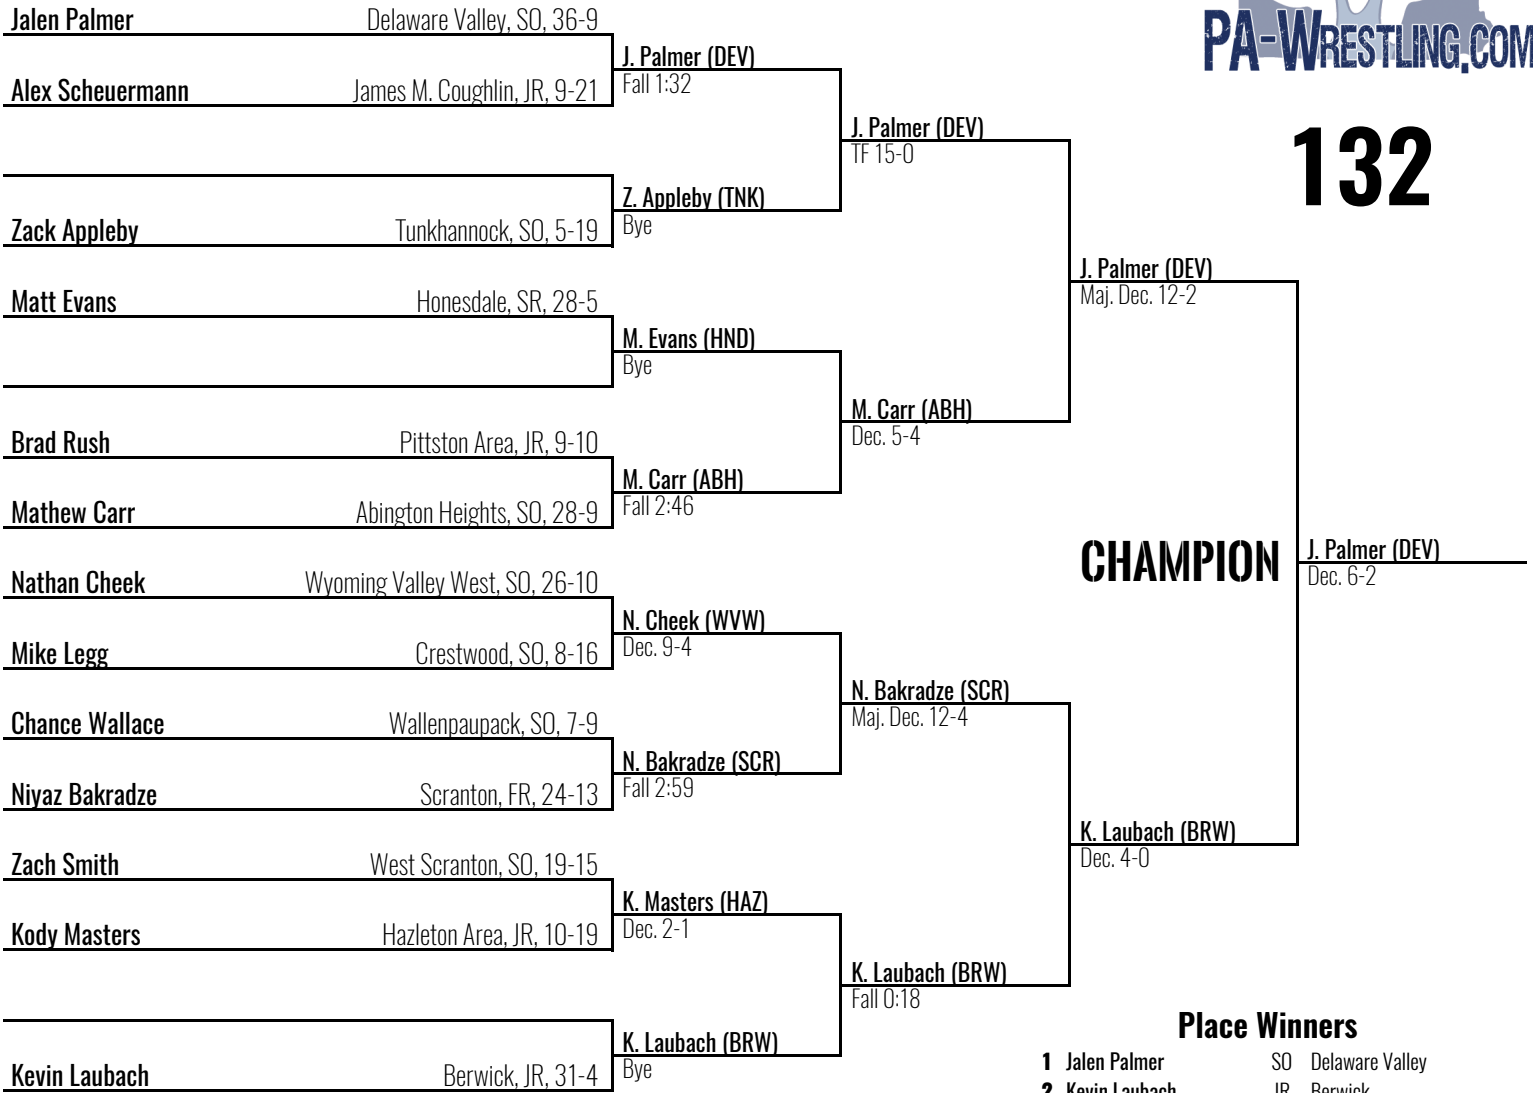 PA-WRESTLING.COM
132
Jalen Palmer Delaware Valley, SO, 36-9
Alex Scheuermann James M. Coughlin, JR, 9-21
Zack Appleby Tunkhannock, SO, 5-19
Matt Evans Honesdale, SR, 28-5
Brad Rush Pittston Area, JR, 9-10
Mathew Carr Abington Heights, SO, 28-9
Nathan Cheek Wyoming Valley West, SO, 26-10
Mike Legg Crestwood, SO, 8-16
Chance Wallace Wallenpaupack, SO, 7-9
Niyaz Bakradze Scranton, FR, 24-13
Zach Smith West Scranton, SO, 19-15
Kody Masters Hazleton Area, JR, 10-19
Kevin Laubach Berwick, JR, 31-4
J. Palmer (DEV)
Fall 1:32
Z. Appleby (TNK)
Bye
M. Evans (HND)
Bye
M. Carr (ABH)
Fall 2:46
N. Cheek (WVW)
Dec. 9-4
N. Bakradze (SCR)
Fall 2:59
K. Masters (HAZ)
Dec. 2-1
K. Laubach (BRW)
Bye
J. Palmer (DEV)
TF 15-0
M. Carr (ABH)
Dec. 5-4
N. Bakradze (SCR)
Maj. Dec. 12-4
K. Laubach (BRW)
Fall 0:18
J. Palmer (DEV)
Maj. Dec. 12-2
K. Laubach (BRW)
Dec. 4-0
CHAMPION
J. Palmer (DEV)
Dec. 6-2
Place Winners
1 Jalen Palmer SO Delaware Valley
2 Kevin Laubach JR Berwick